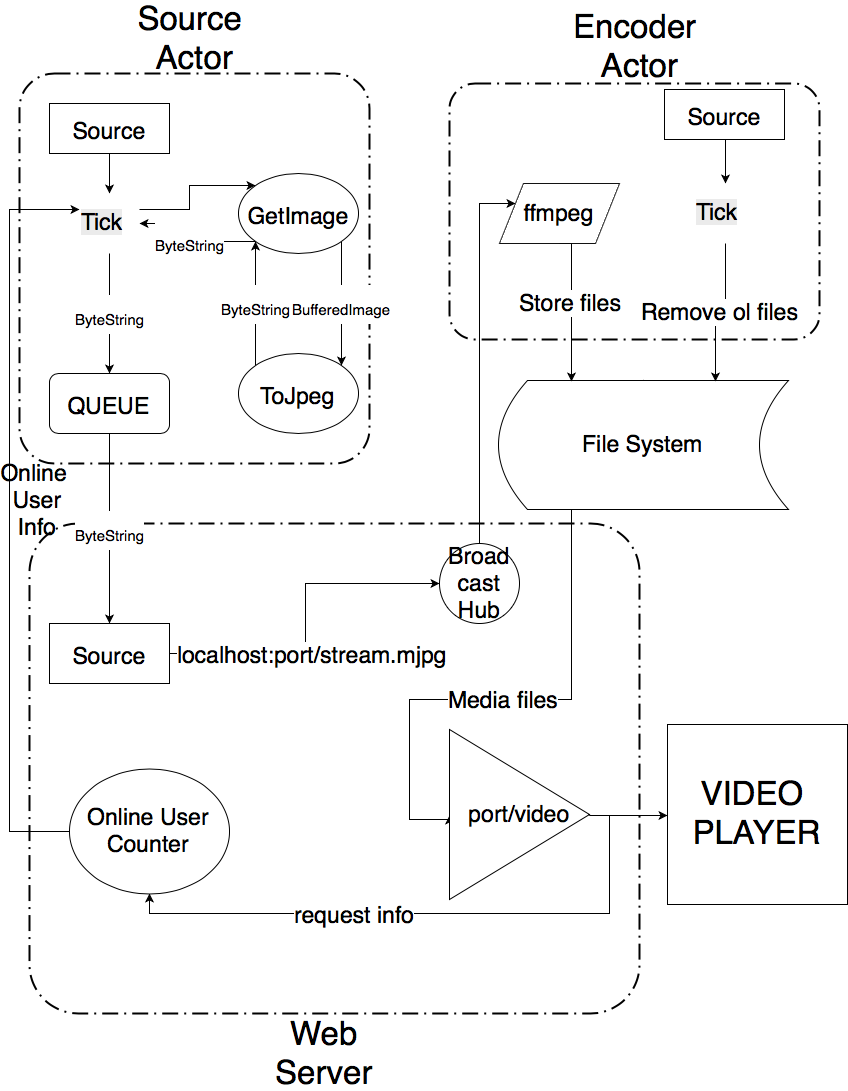 Source
Actor
Encoder
Actor
Source
Source
Tick
GetImage
ffmpeg
Tick
ByteString
ByteString
ByteString
BufferedImage
Store files
Remove ol files
QUEUE
ToJpeg
File System
Online
User
Info
ByteString
Broad
cast
Hub
Source
localhost:port/stream.mjpg
Media files
Online User
Counter
port/video
VIDEO
PLAYER
request info
Web
Server